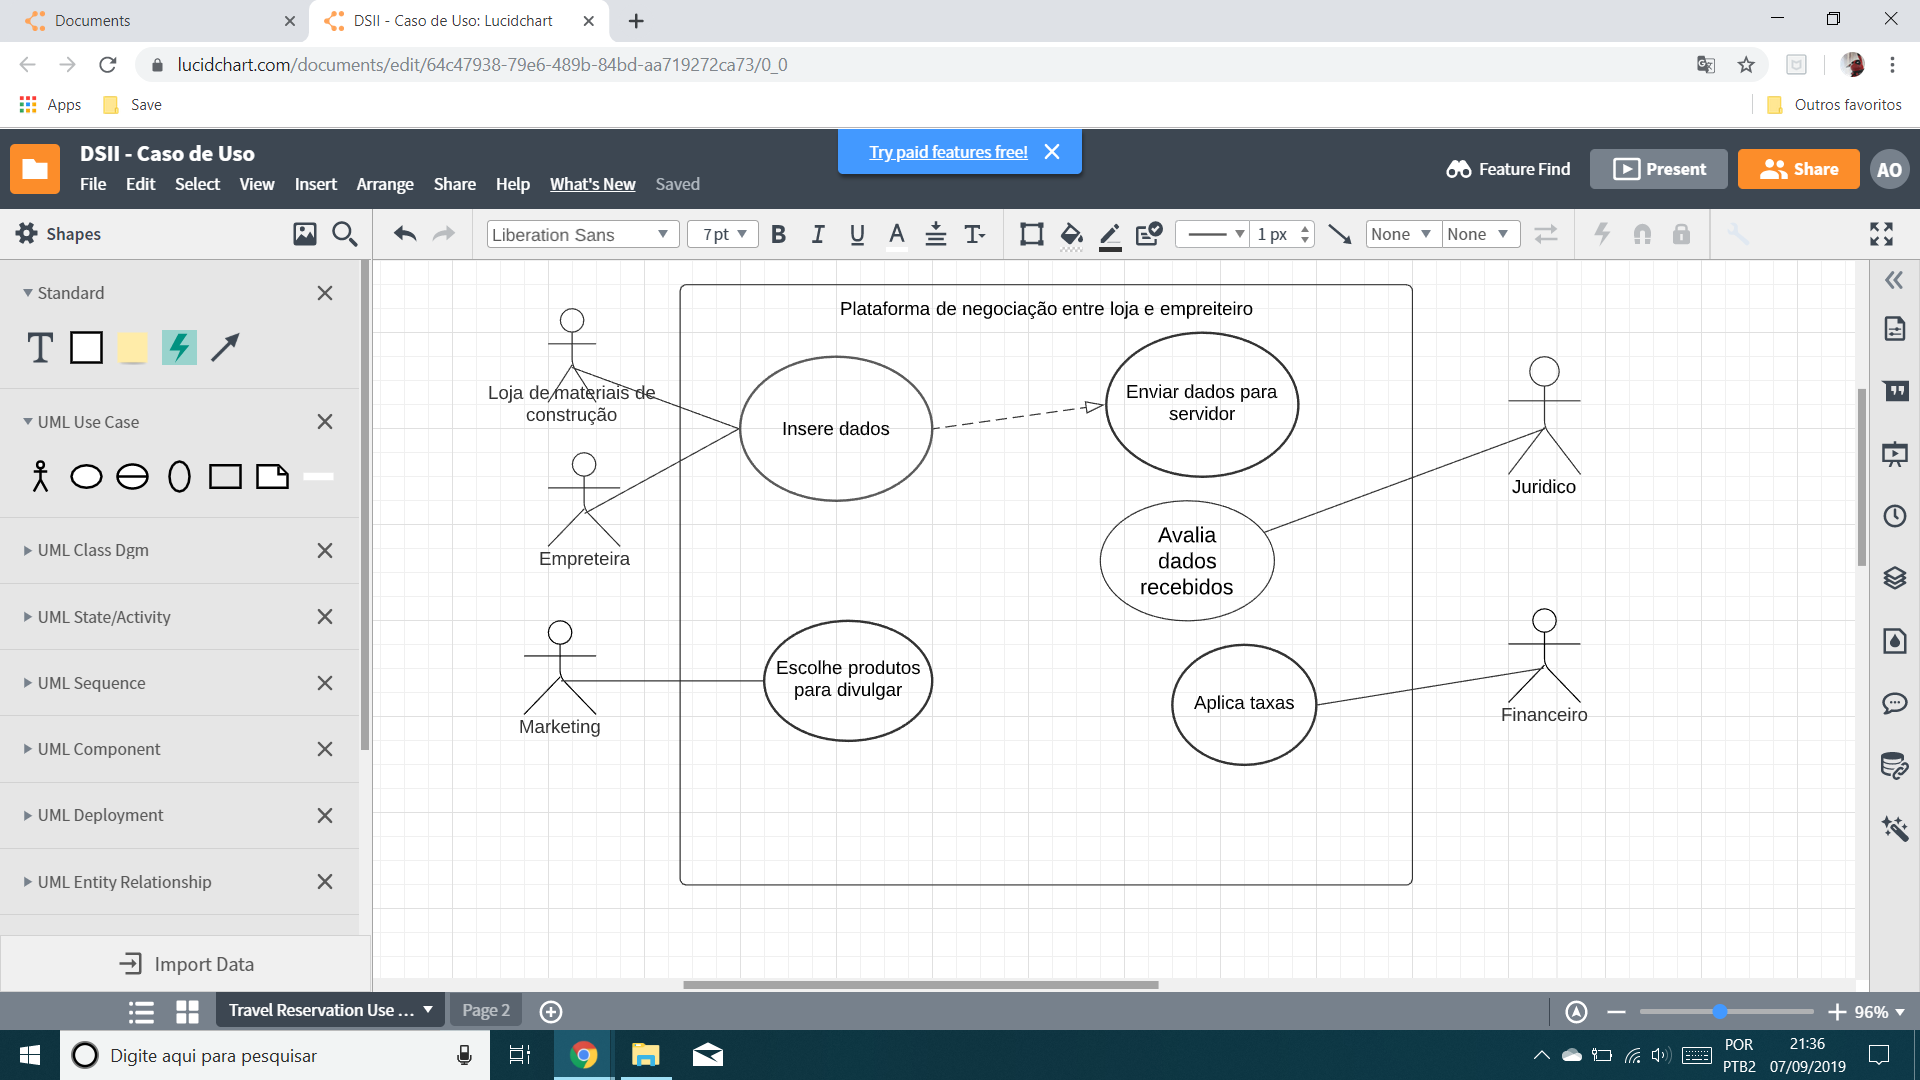 Documents
DSII - Caso de Uso: Lucidchart
lucidchart.com/documents/edit/64c47938-79e6-489b-84bd-aa719272ca73/0_0
Apps
Save
Outros favoritos
DSII - Caso de Uso
Try paid features free!
File Edit Select View Insert Arrange Share Help What's New Saved
Feature Find
Present
Share
AO
Shapes
Liberation Sans
7 pt
B I U A T
1 px
None
None
Standard
T
UML Use Case
UML Class Dgm
UML State/Activity
UML Sequence
UML Component
UML Deployment
UML Entity Relationship
Import Data
Plataforma de negociação entre loja e empreiteiro
Loja de materiais de
construção
Insere dados
Enviar dados para
servidor
Juridico
Empreteira
Avalia
dados
recebidos
Marketing
Escolhe produtos
para divulgar
Aplica taxas
Financeiro
Travel Reservation Use ...
Page 2
96%
Digite aqui para pesquisar
POR
PTB2
21:36
07/09/2019